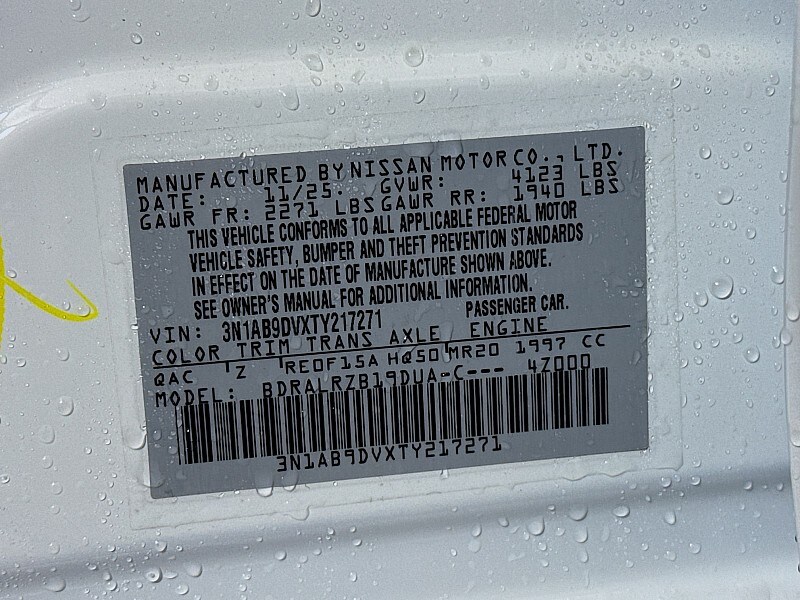 MANUFACTURED BY NISSAN MOTOR CO., LTD.
DATE: 11/25. GVWR: 4123 LBS
GAWR FR: 2271 LBS GAWR RR: 1940 LBS
THIS VEHICLE CONFORMS TO ALL APPLICABLE FEDERAL MOTOR
VEHICLE SAFETY, BUMPER AND THEFT PREVENTION STANDARDS
IN EFFECT ON THE DATE OF MANUFACTURE SHOWN ABOVE.
SEE OWNER'S MANUAL FOR ADDITIONAL INFORMATION.
VIN: 3N1AB9DVXTY217271 PASSENGER CAR.
COLOR TRIM TRANS AXLE ENGINE
QAC Z RE0F15A HQ50 MR20 1997 CC
MODEL: BDRALRZB19DUA-C--- 4Z000
3N1AB9DVXTY217271